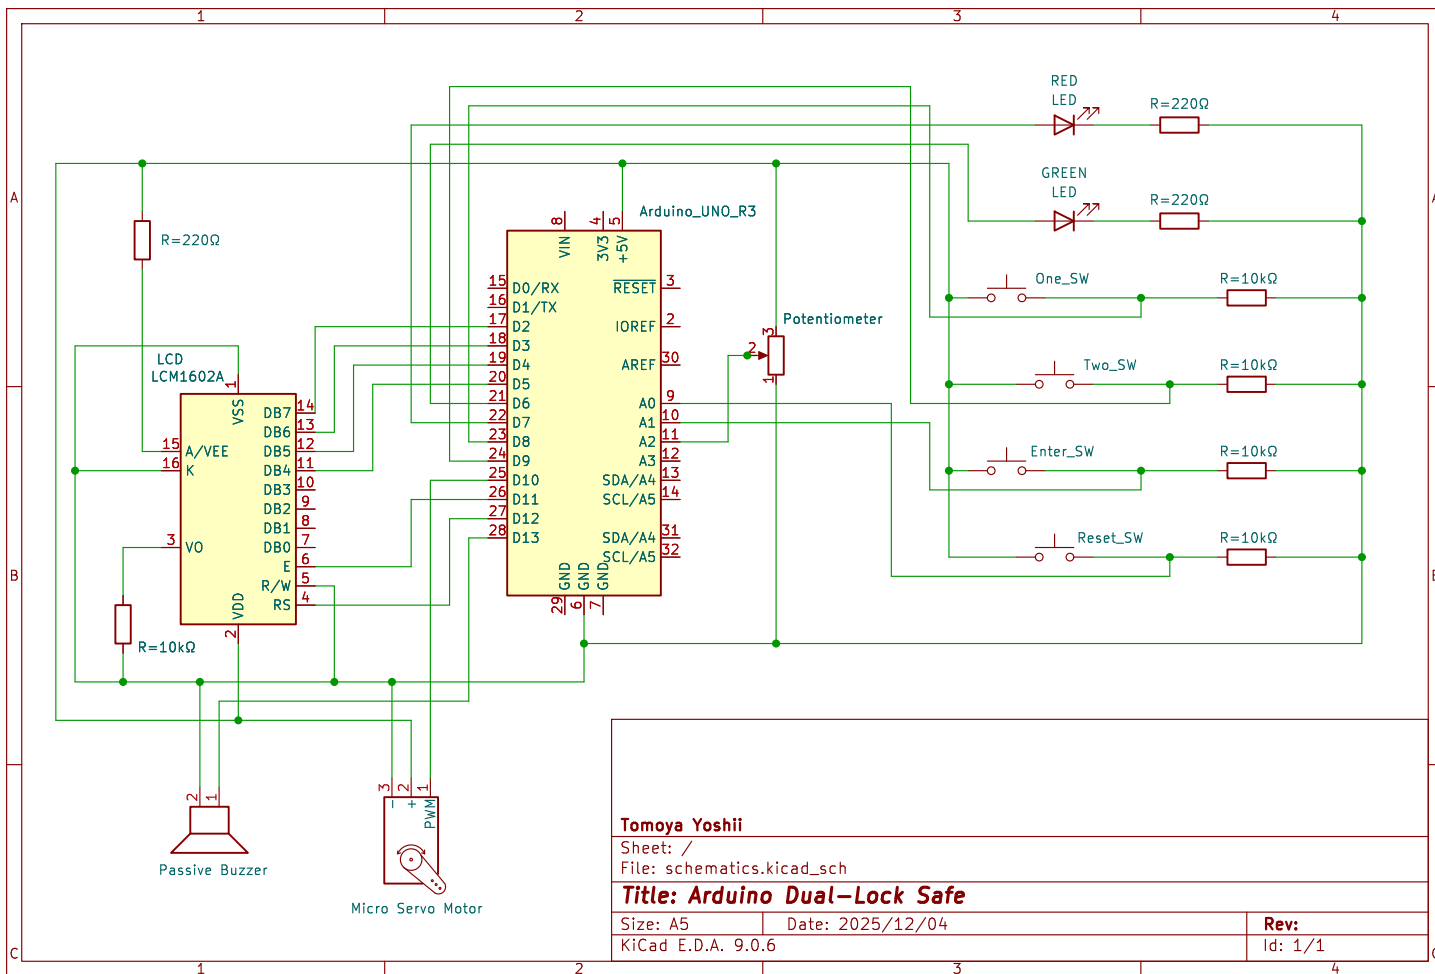 1 2 3 4
RED
LED
R=220Ω
GREEN
LED
R=220Ω
A
A
Arduino_UNO_R3
8 4 5
VIN 3V3 +5V
R=220Ω
One_SW
R=10kΩ
15 D0/RX
RESET 3
16 D1/TX
17 D2
IOREF 2
18 D3
19 D4
AREF 30
20 D5
21 D6
A0 9
22 D7
A1 10
23 D8
A2 11
24 D9
A3 12
25 D10
SDA/A4 13
26 D11
SCL/A5 14
27 D12
28 D13
SDA/A4 31
SCL/A5 32
GND GND GND
29 6 7
Potentiometer
3
2
1
Two_SW
R=10kΩ
Enter_SW
R=10kΩ
Reset_SW
R=10kΩ
LCD
LCM1602A
1
VSS
DB7 14
DB6 13
15 A/VEE
DB5 12
16 K
DB4 11
DB3 10
DB2 9
DB1 8
3 VO
DB0 7
E 6
R/W 5
RS 4
VDD
2
R=10kΩ
B
B
2 1
Passive Buzzer
3 2 1
- + PWM
Micro Servo Motor
Tomoya Yoshii
Sheet: /
File: schematics.kicad_sch
Title: Arduino Dual-Lock Safe
Size: A5
Date: 2025/12/04
Rev:
KiCad E.D.A. 9.0.6
Id: 1/1
C
C
1 2 3 4